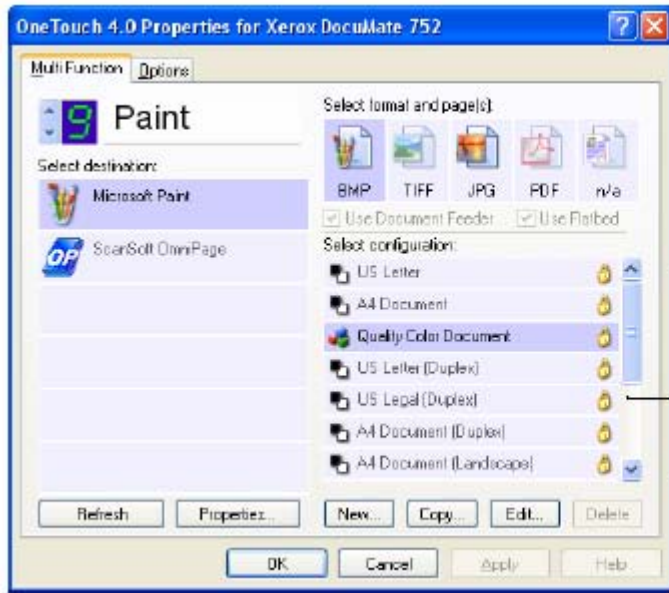 OneTouch 4.0 Properties for Xerox DocuMate 752
MultiFunction Options
9 Paint
Select destination:
Microsoft Paint
OP ScanSoft OmniPage
Refresh Properties...
Select format and page(s):
BMP TIFF JPG PDF n/a
Use Document Feeder Use Flatbed
Select configuration:
US Letter
A4 Document
Quality Color Document
US Letter (Duplex)
US Legal (Duplex)
A4 Document (Duplex)
A4 Document (Landscape)
New... Copy... Edit... Delete
OK Cancel Apply Help